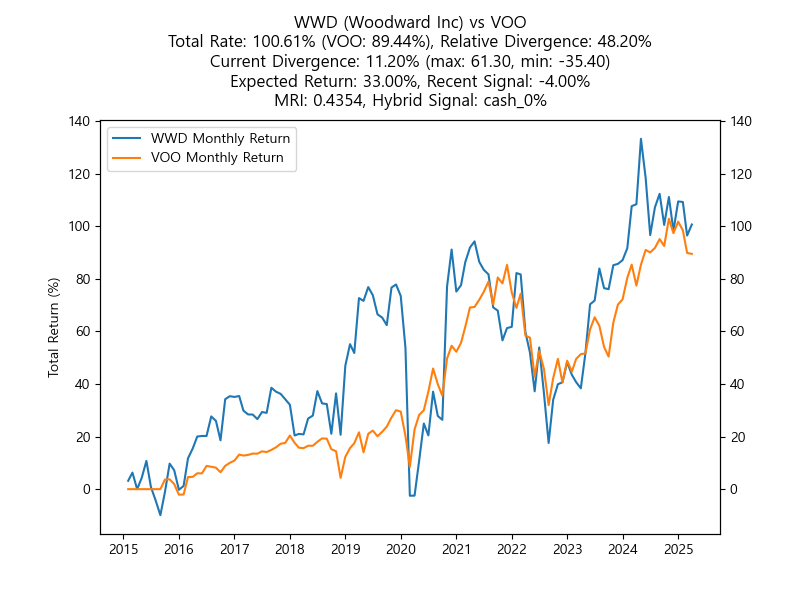 WWD (Woodward Inc) vs VOO
Total Rate: 100.61% (VOO: 89.44%), Relative Divergence: 48.20%
Current Divergence: 11.20% (max: 61.30, min: -35.40)
Expected Return: 33.00%, Recent Signal: -4.00%
MRI: 0.4354, Hybrid Signal: cash_0%
WWD Monthly Return
VOO Monthly Return
Total Return (%)
140
120
100
80
60
40
20
0
140
120
100
80
60
40
20
0
2015 2016 2017 2018 2019 2020 2021 2022 2023 2024 2025